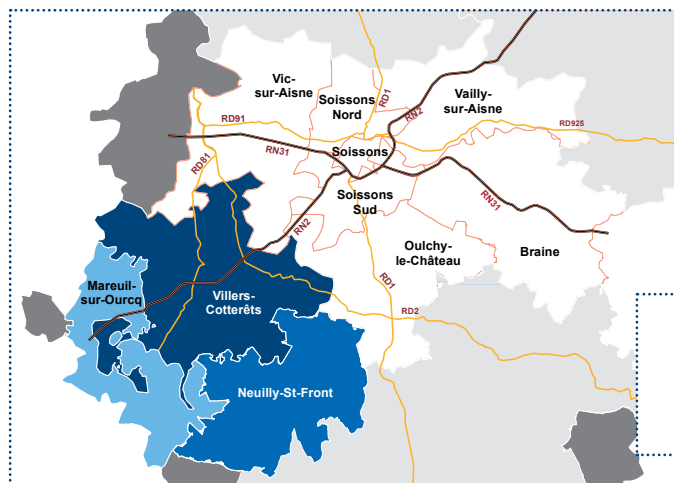 Vic-
sur-Aisne
Soissons
Nord
RD1
RN2
Vailly-
sur-Aisne
RD91
RD925
RN31
Soissons
RD81
Soissons
Sud
RN31
RN2
Oulchy-
le-Château
Braine
Mareuil-
sur-Ourcq
Villers-
Cotterêts
RD1
RD2
Neuilly-St-Front